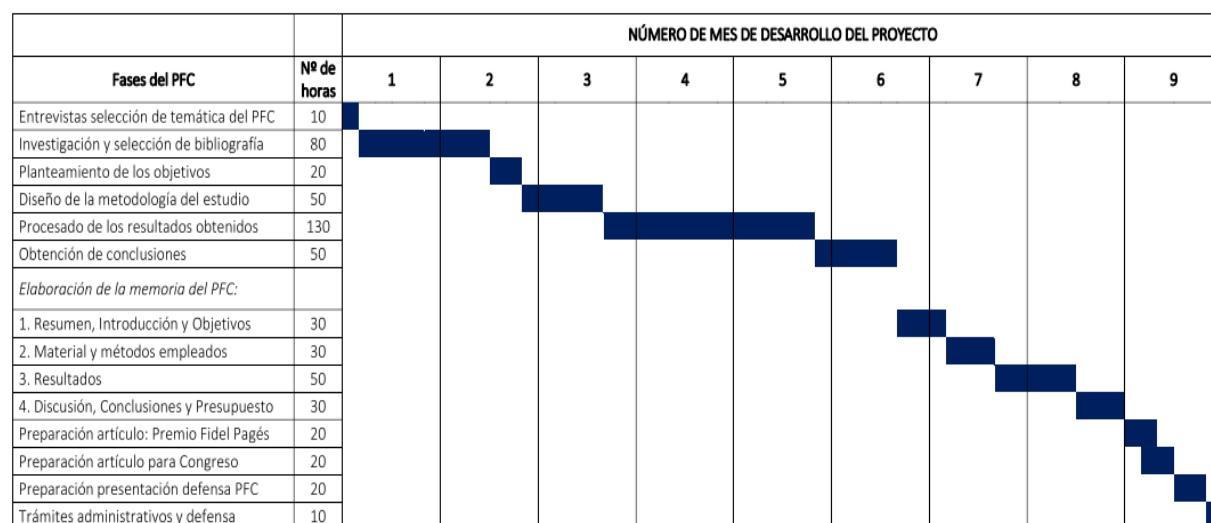 NÚMERO DE MES DE DESARROLLO DEL PROYECTO
Fases del PFC Nº de horas 1 2 3 4 5 6 7 8 9
Entrevistas selección de temática del PFC 10
Investigación y selección de bibliografía 80
Planteamiento de los objetivos 20
Diseño de la metodología del estudio 50
Procesado de los resultados obtenidos 130
Obtención de conclusiones 50
Elaboración de la memoria del PFC:
1. Resumen, Introducción y Objetivos 30
2. Material y métodos empleados 30
3. Resultados 50
4. Discusión, Conclusiones y Presupuesto 30
Preparación artículo: Premio Fidel Pagés 20
Preparación artículo para Congreso 20
Preparación presentación defensa PFC 20
Trámites administrativos y defensa 10